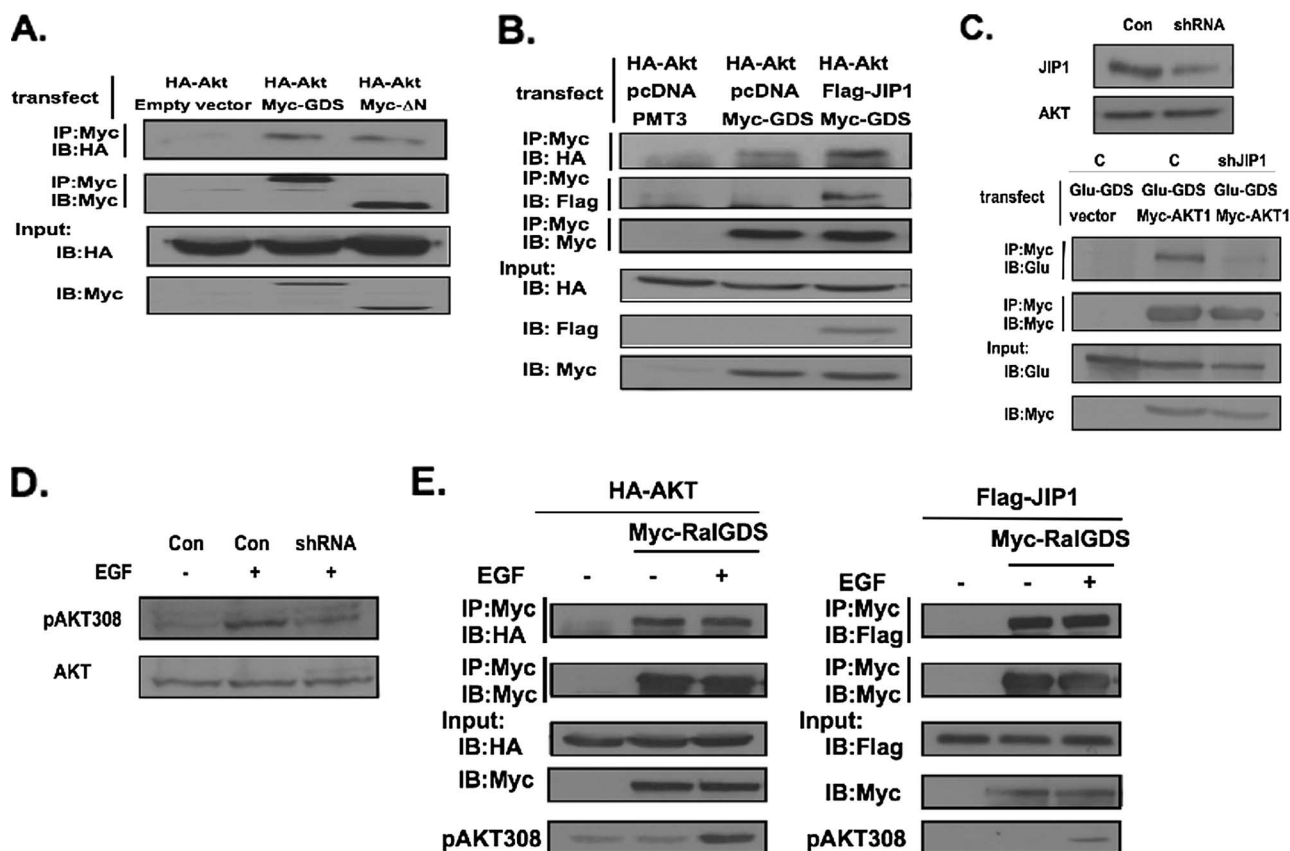 A.
HA-Akt HA-Akt HA-Akt
transfect
Empty vector Myc-GDS Myc-ΔN
IP:Myc
IB:HA
IP:Myc
IB:Myc
Input:
IB:HA
IB:Myc
B.
HA-Akt HA-Akt HA-Akt
transfect pcDNA pcDNA Flag-JIP1
PMT3 Myc-GDS Myc-GDS
IP:Myc
IB: HA
IP:Myc
IB: Flag
IP:Myc
IB: Myc
Input:
IB: HA
IB: Flag
IB: Myc
C.
Con shRNA
JIP1
AKT
C C shJIP1
transfect Glu-GDS Glu-GDS Glu-GDS
vector Myc-AKT1 Myc-AKT1
IP:Myc
IB:Glu
IP:Myc
IB:Myc
Input:
IB:Glu
IB:Myc
D.
Con Con shRNA
EGF - + +
pAKT308
AKT
E.
HA-AKT
Myc-RalGDS
EGF - - +
IP:Myc
IB:HA
IP:Myc
IB:Myc
Input:
IB:HA
IB:Myc
pAKT308
Flag-JIP1
Myc-RalGDS
EGF - - +
IP:Myc
IB:Flag
IP:Myc
IB:Myc
Input:
IB:Flag
IB:Myc
pAKT308